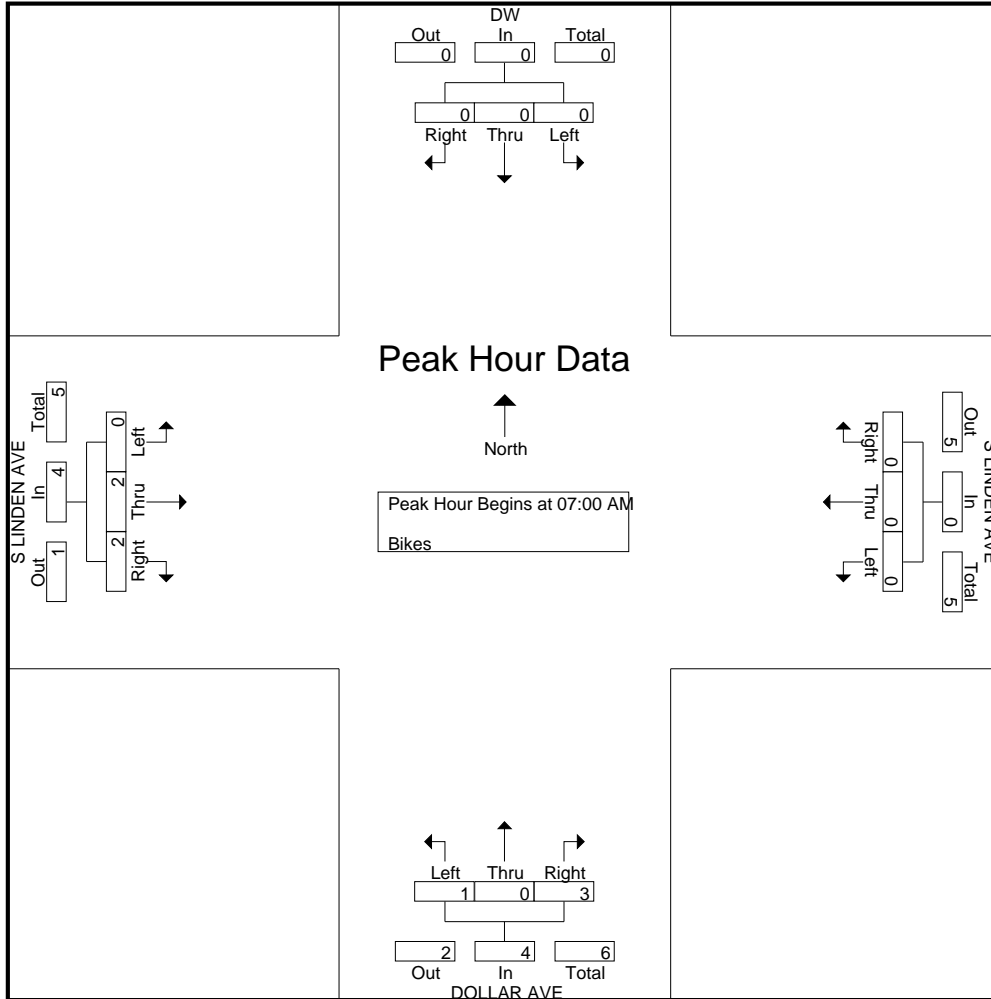 DW
Out In Total
0 0 0
0 0 0
Right Thru Left
Peak Hour Data
North
Peak Hour Begins at 07:00 AM
Bikes
S LINDEN AVE
Total In Out
5 4 1
0 2 2
Left Thru Right
Right Thru Left
0 0 0
Out In Total
5 0 5
S LINDEN AVE
Left Thru Right
1 0 3
2 4 6
Out In Total
DOLLAR AVE